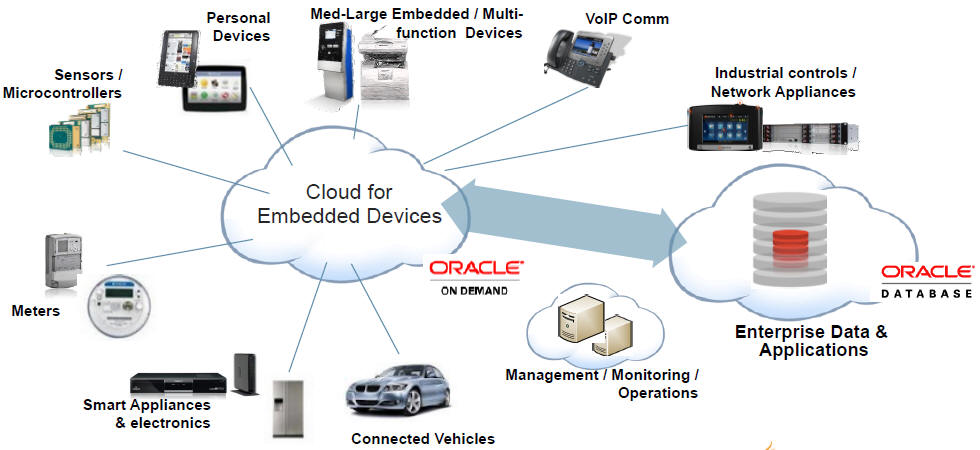 Personal
Devices
Med-Large Embedded / Multi-
function Devices
VoIP Comm
Sensors /
Microcontrollers
Industrial controls /
Network Appliances
Cloud for
Embedded Devices
ORACLE®
ON DEMAND
ORACLE®
DATABASE
Meters
Enterprise Data &
Applications
Management / Monitoring /
Operations
Smart Appliances
& electronics
Connected Vehicles